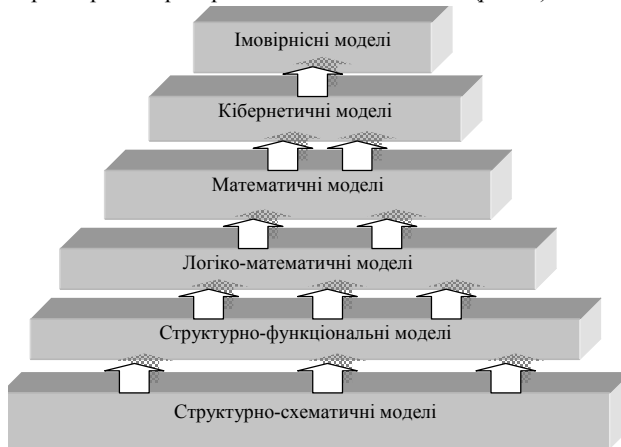 Імовірнісні моделі
Кібернетичні моделі
Математичні моделі
Логіко-математичні моделі
Структурно-функціональні моделі
Структурно-схематичні моделі